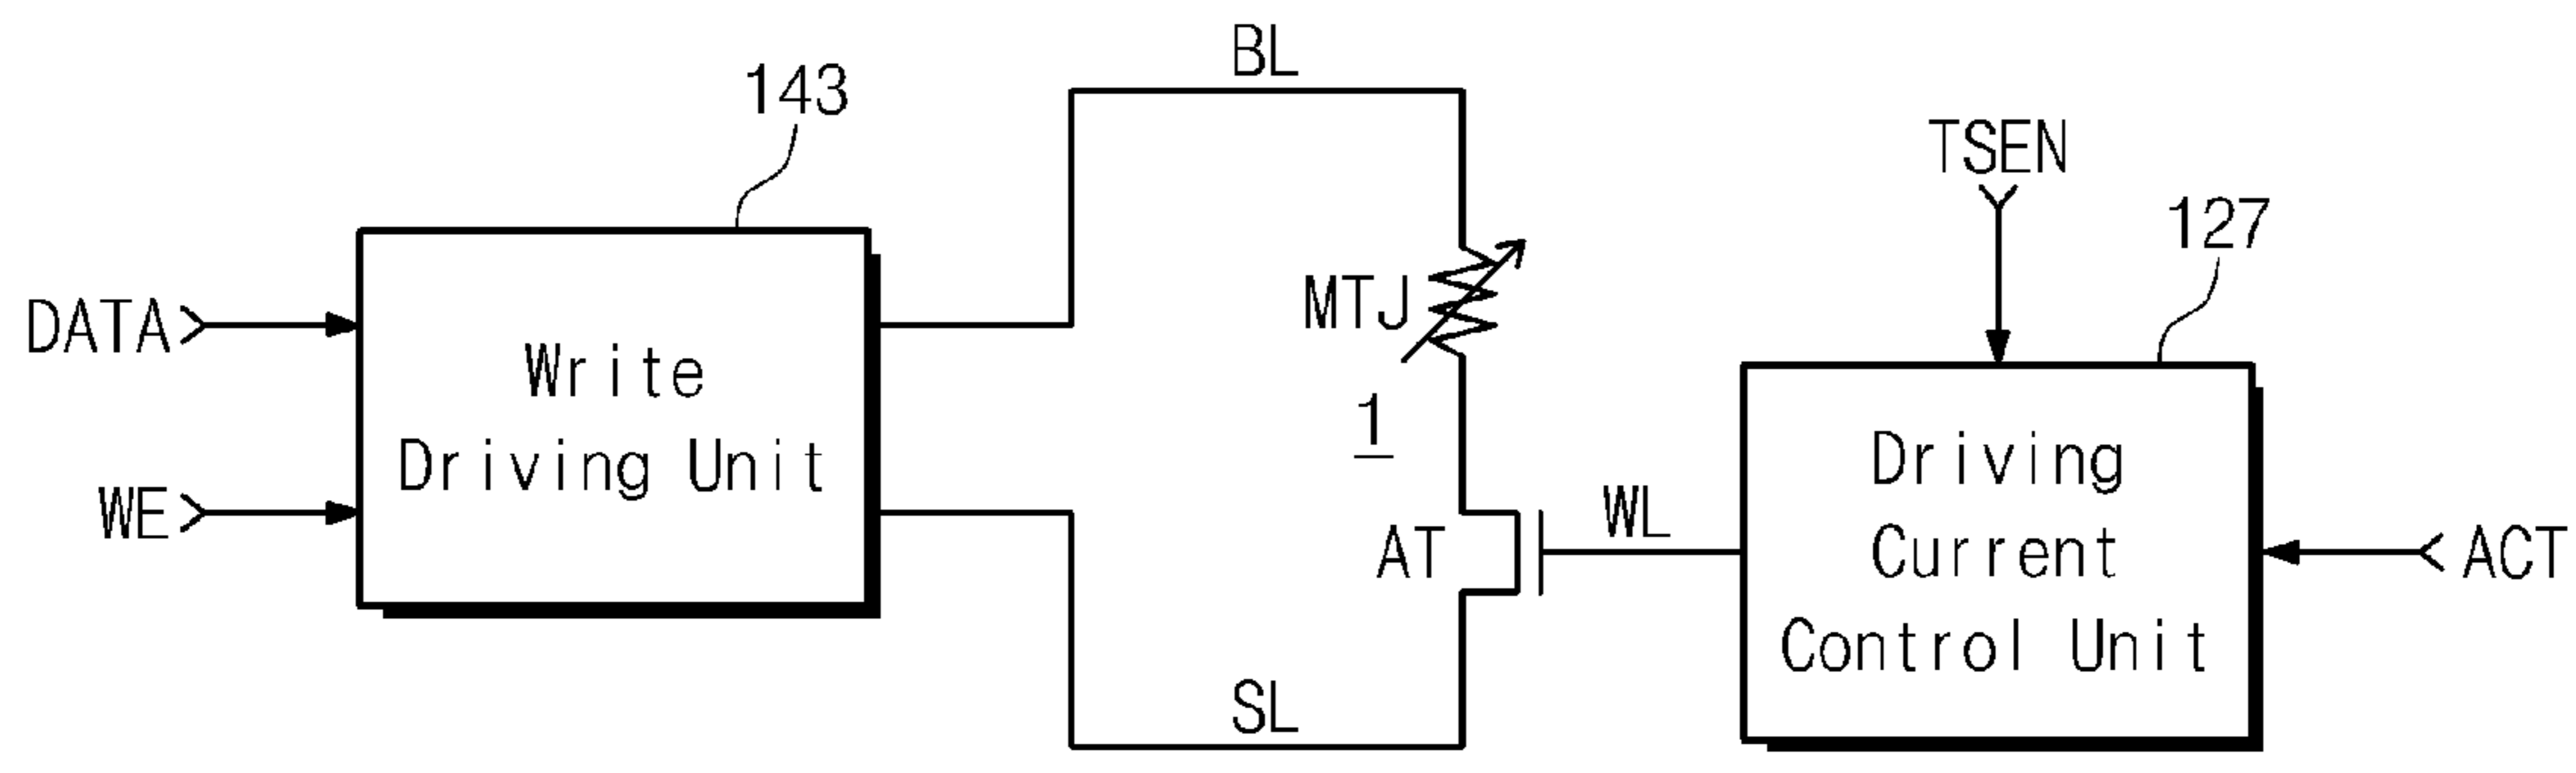 BL
143
TSEN
127
DATA
MTJ
Write
Driving Unit
1
WE
AT
WL
Driving
Current
Control Unit
ACT
SL